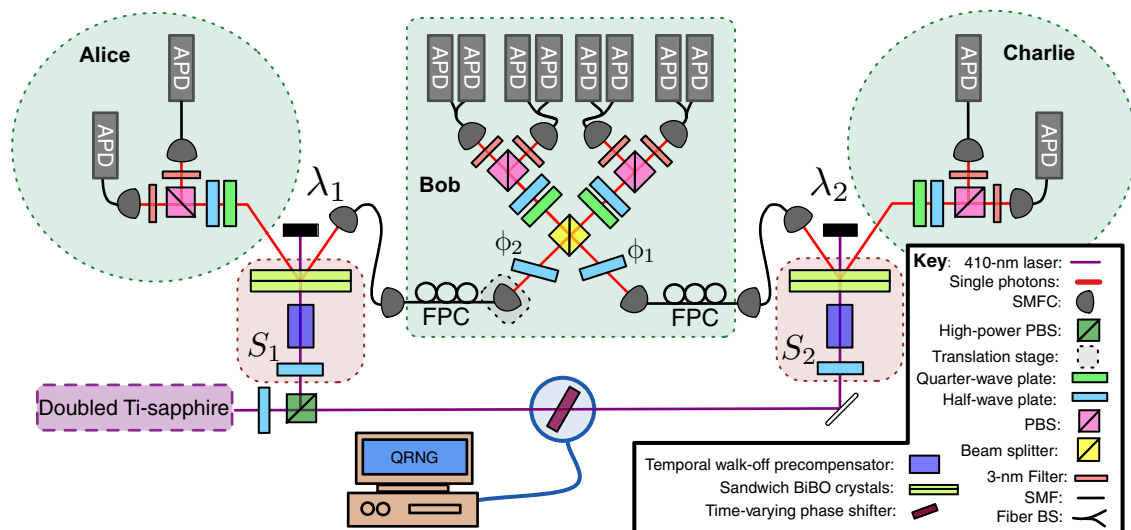 Alice
APD
APD
λ1
S1
Doubled Ti-sapphire
APD
APD
APD
APD
APD
APD
APD
APD
Bob
ϕ2
ϕ1
FPC
FPC
QRNG
Charlie
APD
APD
λ2
S2
Key:
410-nm laser:
Single photons:
SMFC:
High-power PBS:
Translation stage:
Quarter-wave plate:
Half-wave plate:
PBS:
Beam splitter:
3-nm Filter:
SMF:
Fiber BS:
Temporal walk-off precompensator:
Sandwich BiBO crystals:
Time-varying phase shifter: